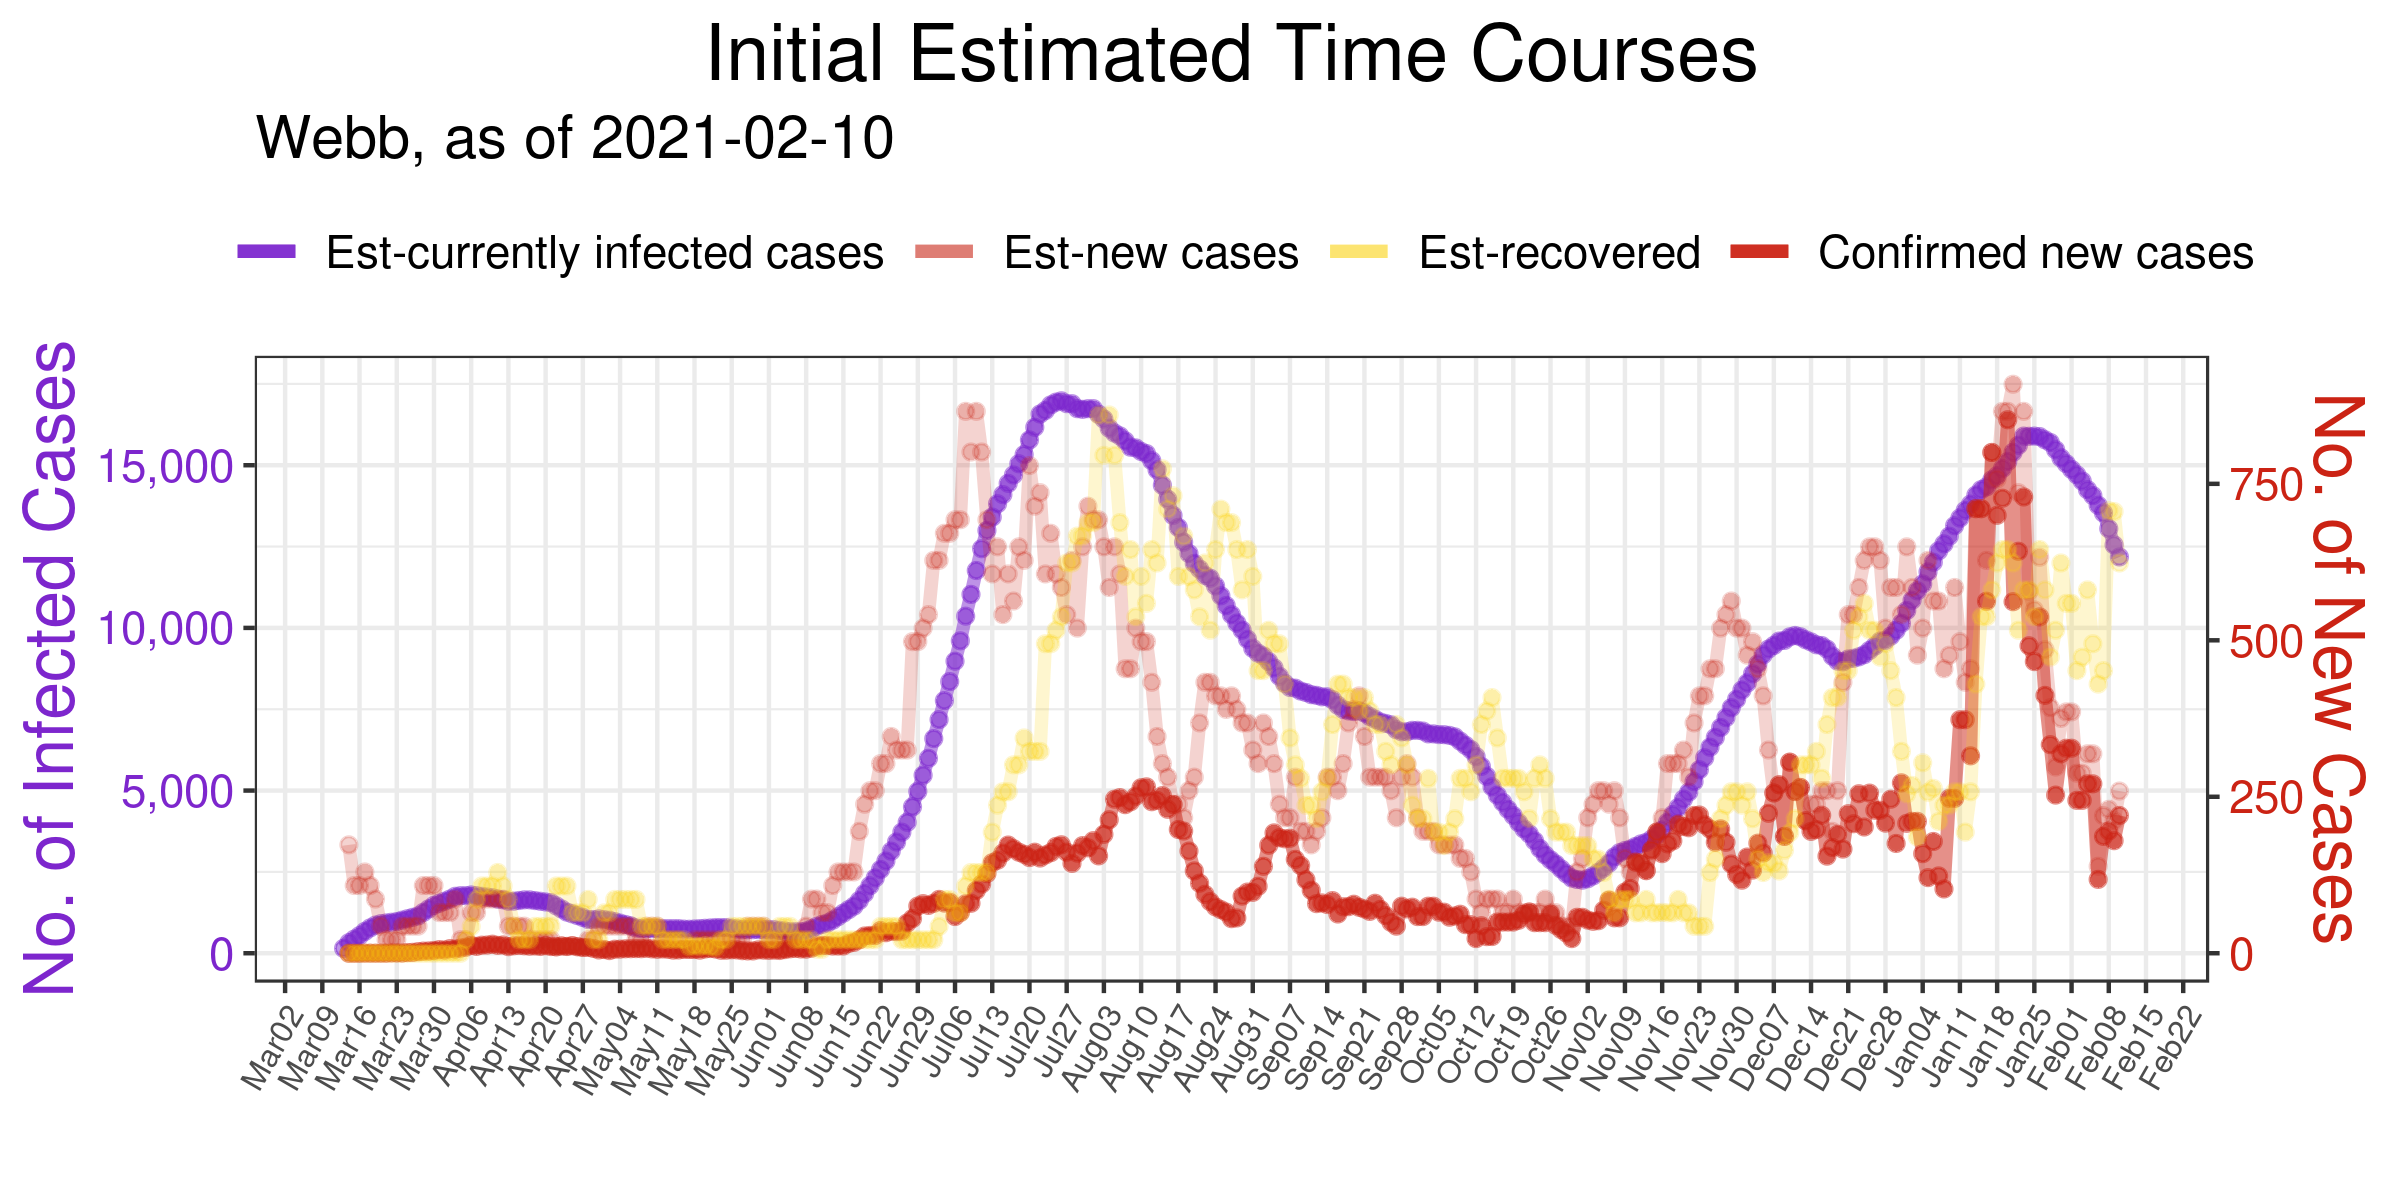 Initial Estimated Time Courses
Webb, as of 2021-02-10
Est-currently infected cases Est-new cases Est-recovered Confirmed new cases
No. of Infected Cases
15,000
10,000
5,000
0
No. of New Cases
750
500
250
0
Mar02 Mar09 Mar16 Mar23 Mar30 Apr06 Apr13 Apr20 Apr27 May04 May11 May18 May25 Jun01 Jun08 Jun15 Jun22 Jun29 Jul06 Jul13 Jul20 Jul27 Aug03 Aug10 Aug17 Aug24 Aug31 Sep07 Sep14 Sep21 Sep28 Oct05 Oct12 Oct19 Oct26 Nov02 Nov09 Nov16 Nov23 Nov30 Dec07 Dec14 Dec21 Dec28 Jan04 Jan11 Jan18 Jan25 Feb01 Feb08 Feb15 Feb22